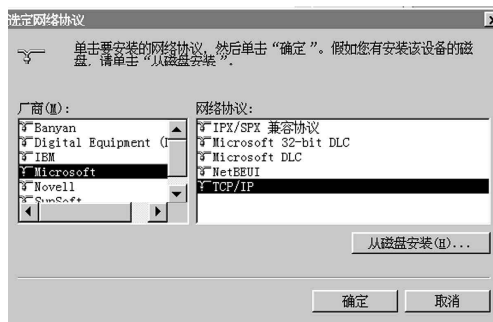 选定网络协议
单击要安装的网络协议，然后单击“确定”。假如您有安装该设备的磁
盘，请单击“从磁盘安装”．
厂商(M):
Banyan
Digital Equipment (
IBM
Microsoft
Novell
SunSoft
网络协议:
IPX/SPX 兼容协议
Microsoft 32-bit DLC
Microsoft DLC
NetBEUI
TCP/IP
从磁盘安装(H)...
确定
取消